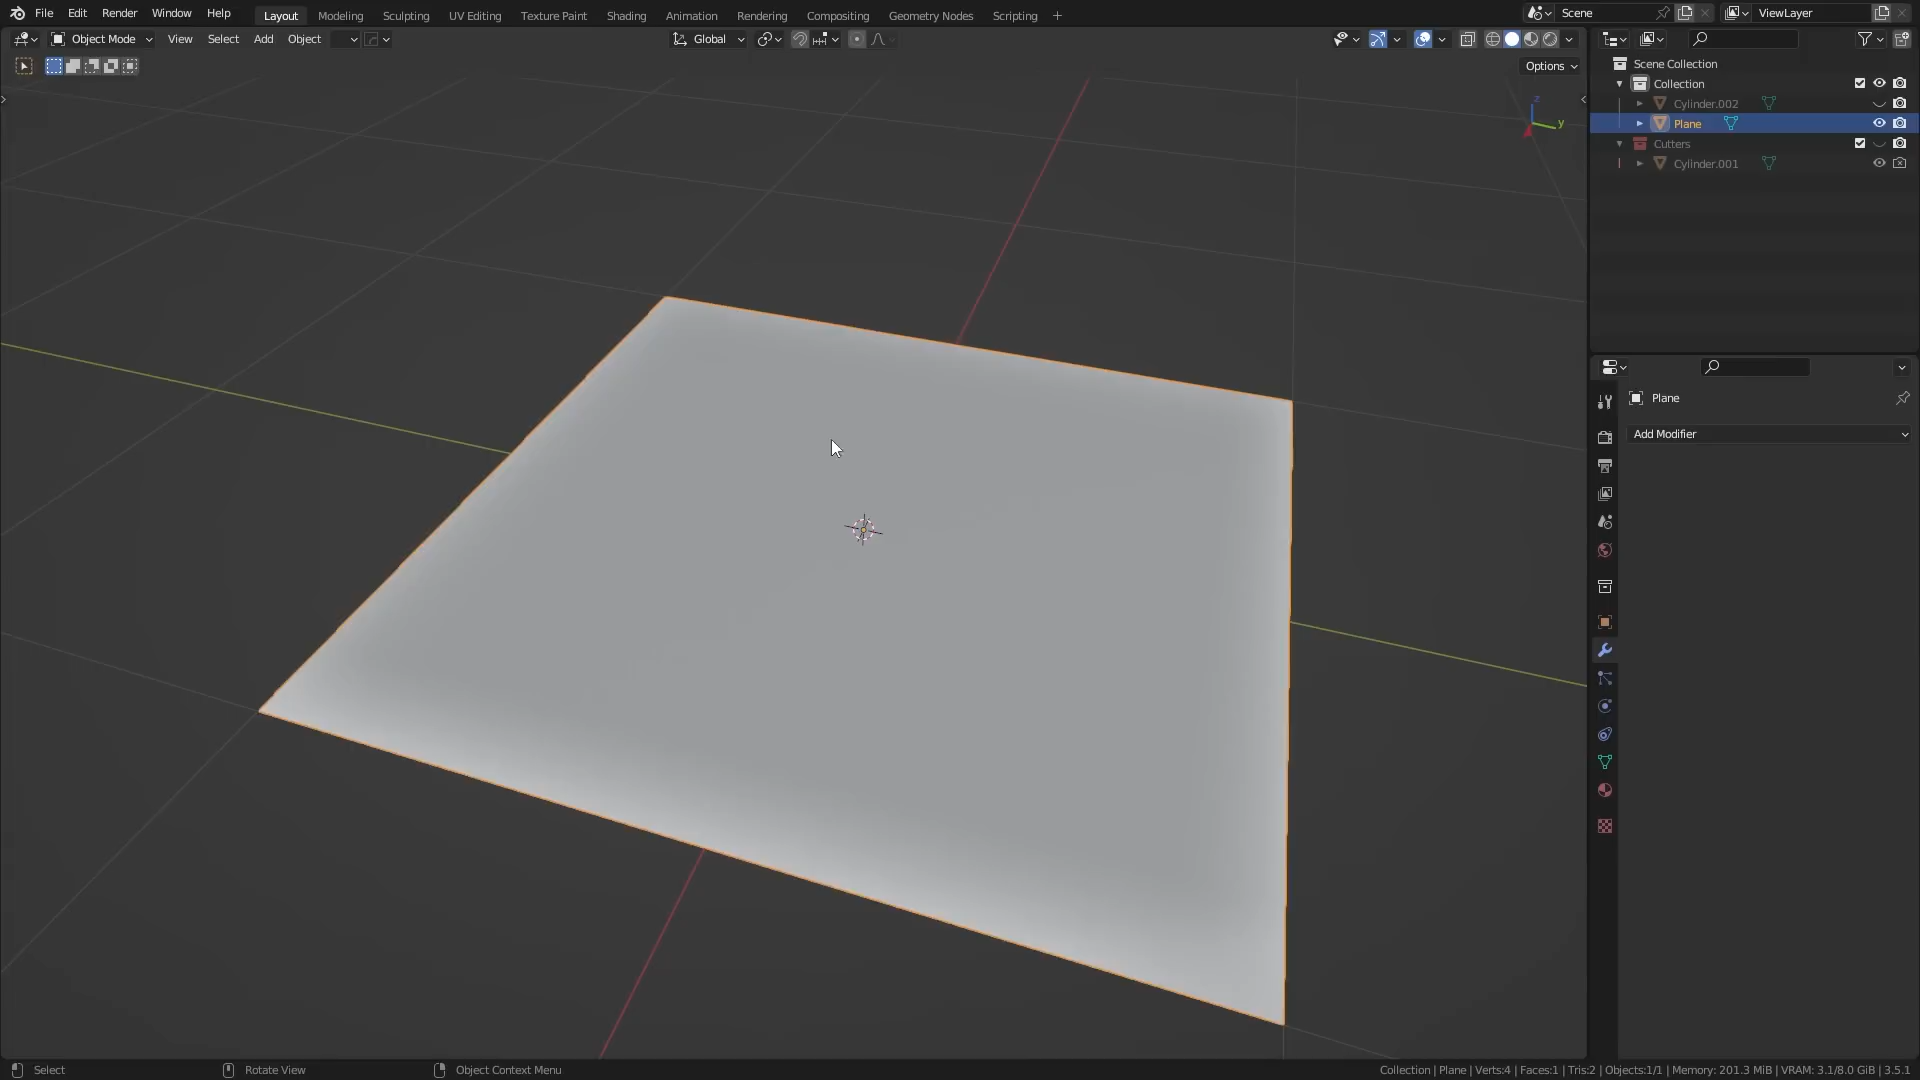 File Edit Render Window Help Layout Modeling Sculpting UV Editing Texture Paint Shading Animation Rendering Compositing Geometry Nodes Scripting + Scene ViewLayer
Object Mode View Select Add Object Global
Options
Scene Collection
Collection
Cylinder.002
Plane
Cutters
Cylinder.001
z
y
Plane
Add Modifier
Select Rotate View Object Context Menu Collection | Plane | Verts:4 | Faces:1 | Tris:2 | Objects:1/1 | Memory: 201.3 MiB | VRAM: 3.1/8.0 GiB | 3.5.1